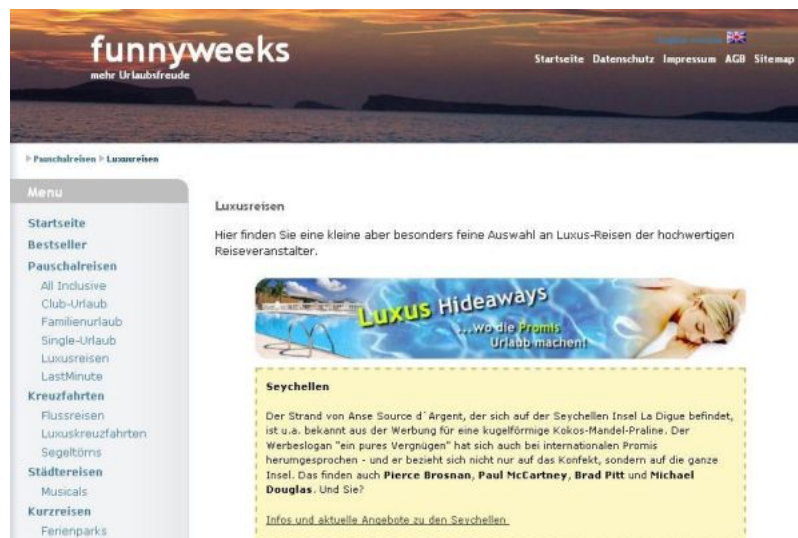 funnyweeks
mehr Urlaubsfreude
Startseite Datenschutz Impressum AGB Sitemap
Pauschalreisen Luxusreisen
Menu
Startseite
Bestseller
Pauschalreisen
All Inclusive
Club-Urlaub
Familienurlaub
Single-Urlaub
Luxusreisen
LastMinute
Kreuzfahrten
Flussreisen
Luxuskreuzfahrten
Segeltörns
Städtereisen
Musicals
Kurzreisen
Ferienparks
Luxusreisen
Hier finden Sie eine kleine aber besonders feine Auswahl an Luxus-Reisen der hochwertigen
Reiseveranstalter.
Luxus Hideaways
...wo die Promis
Urlaub machen!
Seychellen
Der Strand von Anse Source d´Argent, der sich auf der Seychellen Insel La Digue befindet,
ist u.a. bekannt aus der Werbung für eine kugelförmige Kokos-Mandel-Praline. Der
Werbeslogan "ein pures Vergnügen" hat sich auch bei internationalen Promis
herumgesprochen - und er bezieht sich nicht nur auf das Konfekt, sondern auf die ganze
Insel. Das finden auch Pierce Brosnan, Paul McCartney, Brad Pitt und Michael
Douglas. Und Sie?
Infos und aktuelle Angebote zu den Seychellen